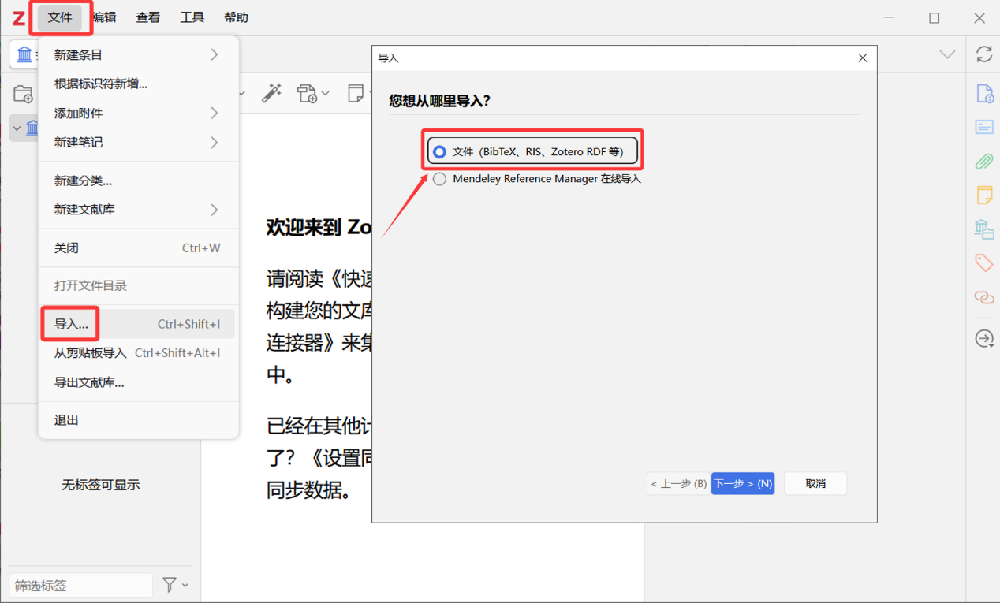 Z 文件 编辑 查看 工具 帮助
新建条目
根据标识符新增...
添加附件
新建笔记
新建分类...
新建文献库
关闭 Ctrl+W
打开文件目录
导入... Ctrl+Shift+I
从剪贴板导入 Ctrl+Shift+Alt+I
导出文献库...
退出
无标签可显示
筛选标签
欢迎来到 Zo
请阅读《快速
构建您的文库
连接器》来集
中。
已经在其他计
了？《设置同
同步数据。
导入
您想从哪里导入？
文件（BibTeX、RIS、Zotero RDF 等）
Mendeley Reference Manager 在线导入
< 上一步 (B) 下一步 > (N) 取消